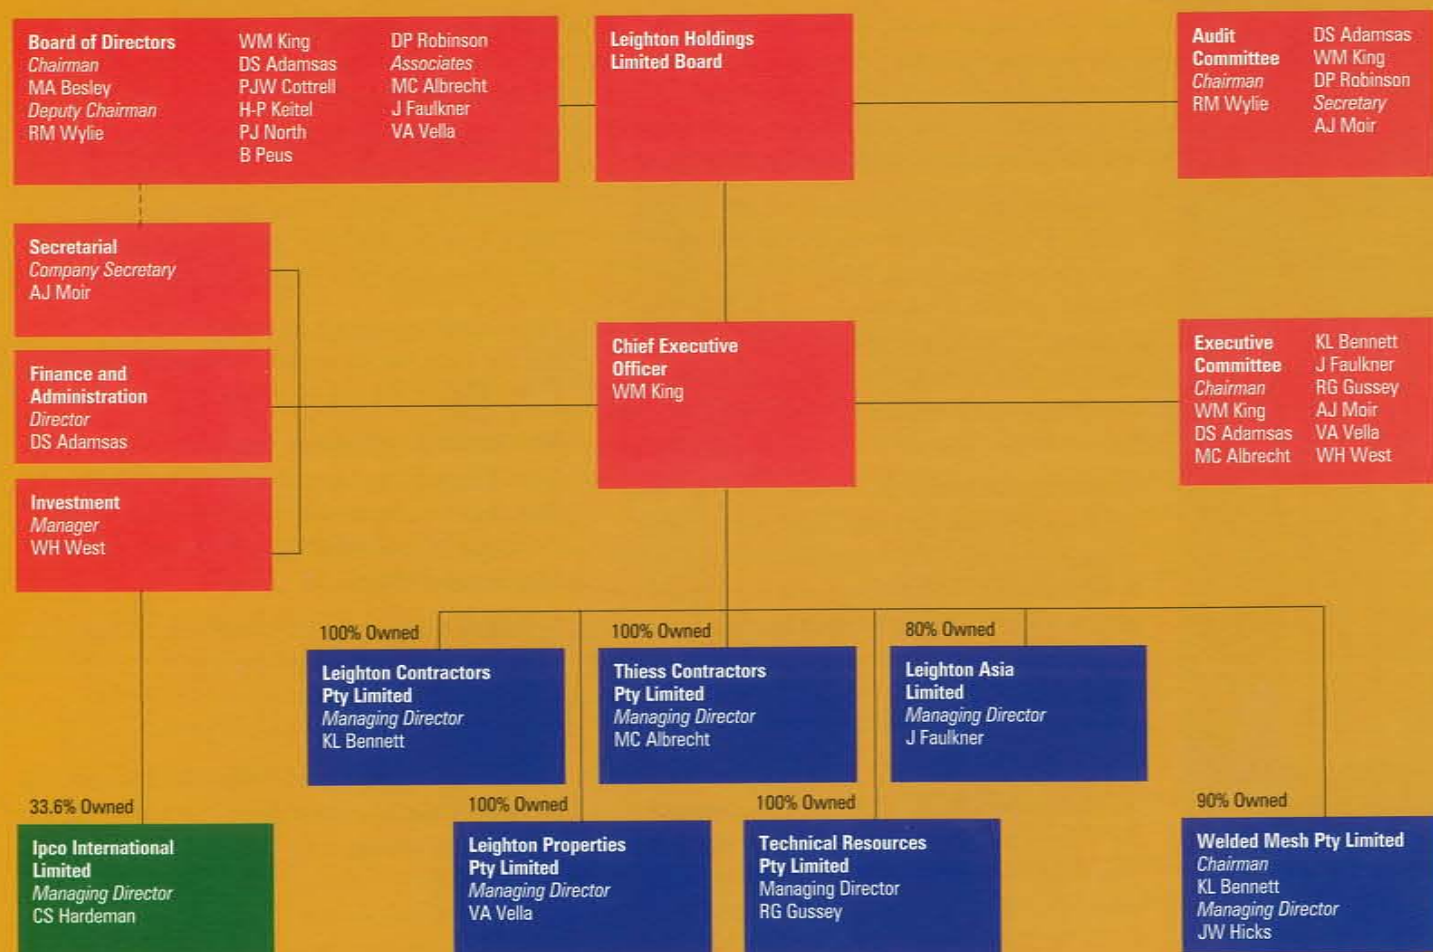 Board of Directors
Chairman
MA Besley
Deputy Chairman
RM Wylie
WM King
DS Adamsas
PJW Cottrell
H-P Keitel
PJ North
B Peus
DP Robinson
Associates
MC Albrecht
J Faulkner
VA Vella
Leighton Holdings
Limited Board
Audit
Committee
Chairman
RM Wylie
DS Adamsas
WM King
DP Robinson
Secretary
AJ Moir
Secretarial
Company Secretary
AJ Moir
Finance and
Administration
Director
DS Adamsas
Investment
Manager
WH West
Chief Executive
Officer
WM King
Executive
Committee
Chairman
WM King
DS Adamsas
MC Albrecht
KL Bennett
J Faulkner
RG Gussey
AJ Moir
VA Vella
WH West
100% Owned
Leighton Contractors
Pty Limited
Managing Director
KL Bennett
100% Owned
Thiess Contractors
Pty Limited
Managing Director
MC Albrecht
80% Owned
Leighton Asia
Limited
Managing Director
J Faulkner
33.6% Owned
Ipco International
Limited
Managing Director
CS Hardeman
100% Owned
Leighton Properties
Pty Limited
Managing Director
VA Vella
100% Owned
Technical Resources
Pty Limited
Managing Director
RG Gussey
90% Owned
Welded Mesh Pty Limited
Chairman
KL Bennett
Managing Director
JW Hicks